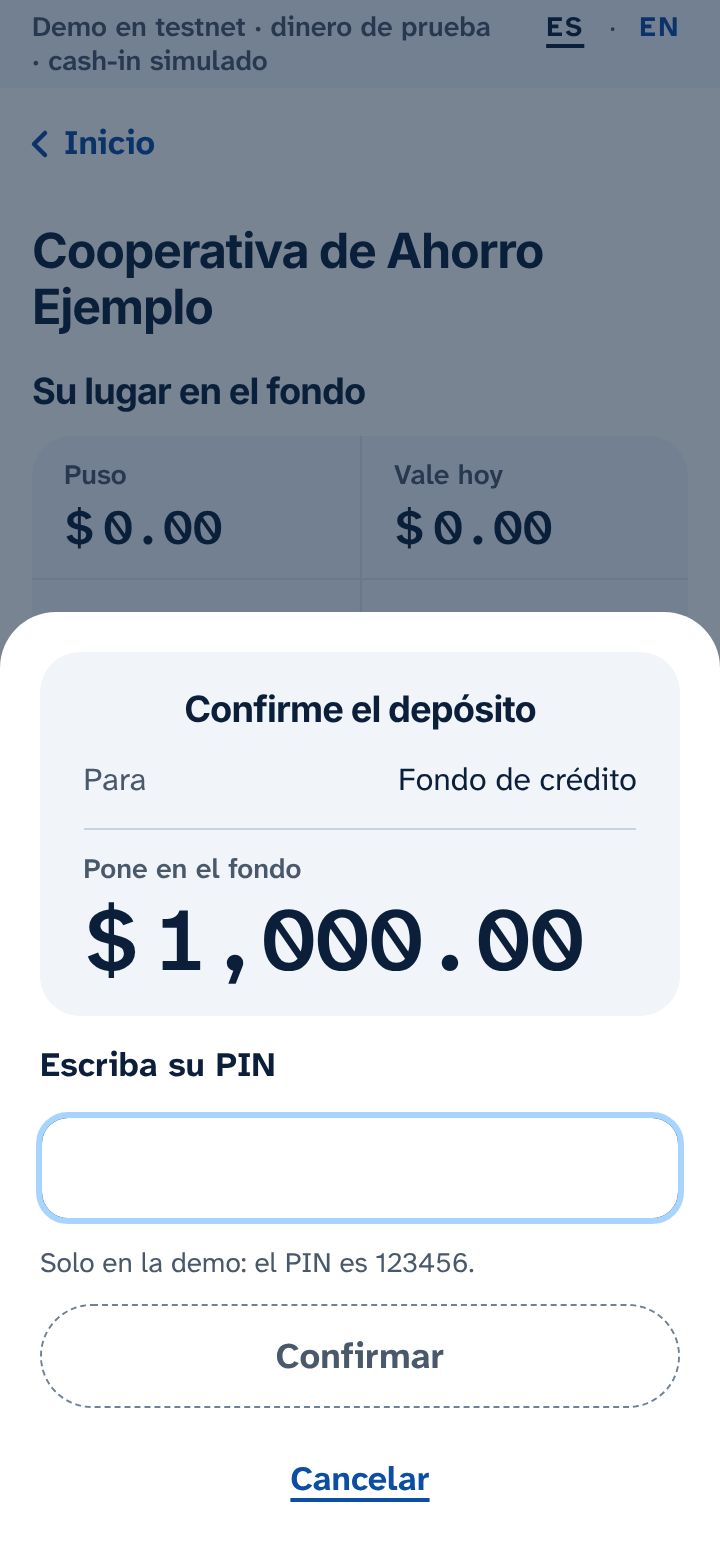 Demo en testnet · dinero de prueba
· cash-in simulado
ES · EN
Inicio
Cooperativa de Ahorro
Ejemplo
Su lugar en el fondo
Puso
$0.00
Vale hoy
$0.00
Confirme el depósito
Para Fondo de crédito
Pone en el fondo
$1,000.00
Escriba su PIN
Solo en la demo: el PIN es 123456.
Confirmar
Cancelar